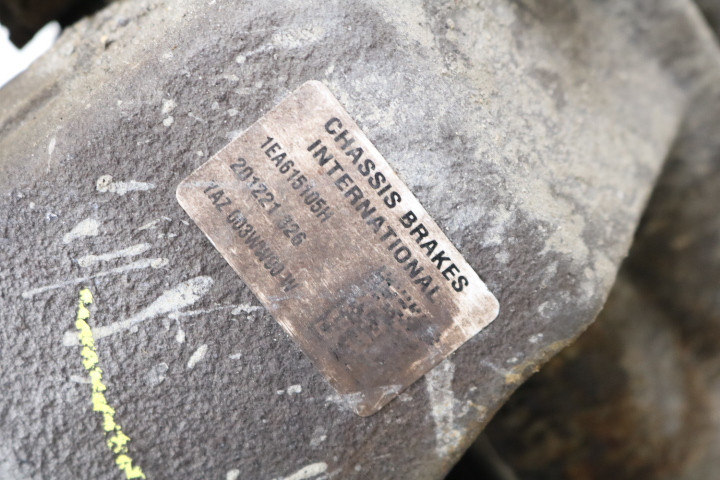 CHASSIS BRAKES
INTERNATIONAL
1EA615105H
201221